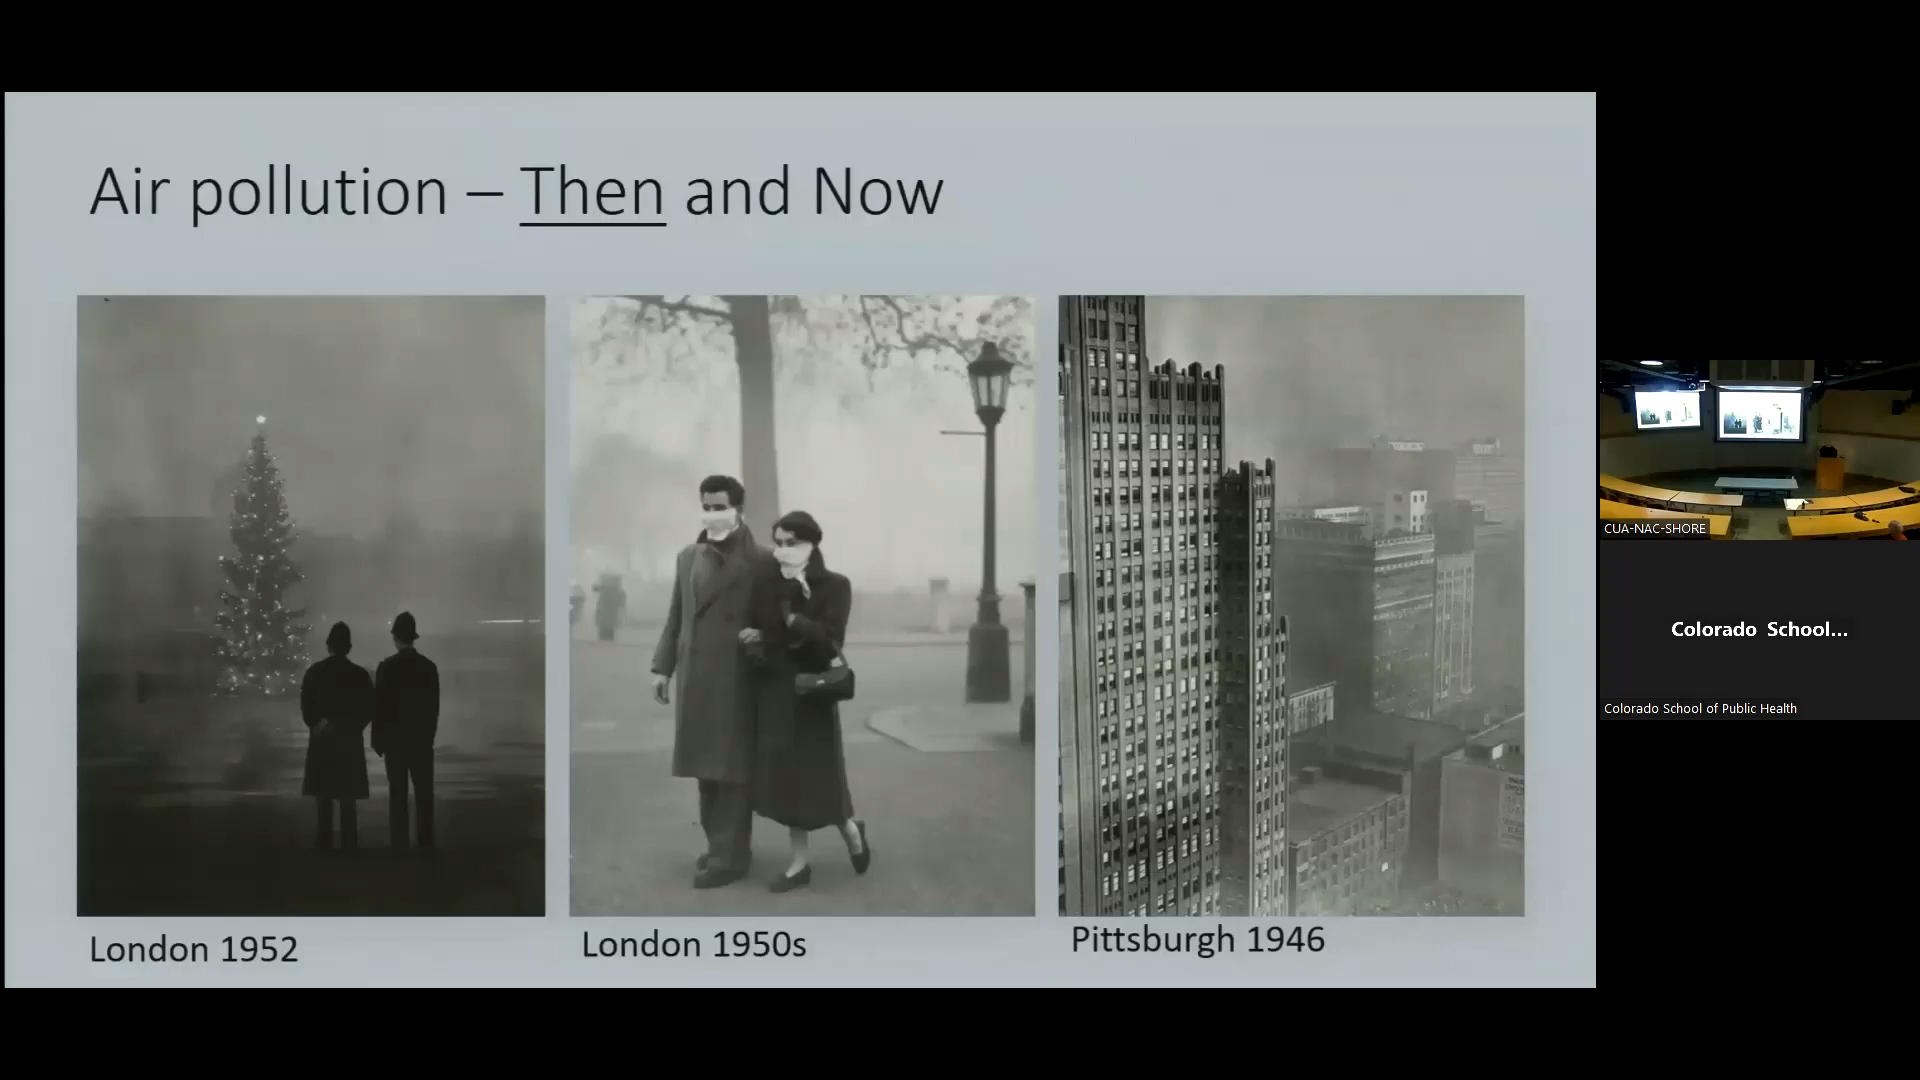 Air pollution – Then and Now
London 1952
London 1950s
Pittsburgh 1946
CUA-NAC-SHORE
Colorado School...
Colorado School of Public Health